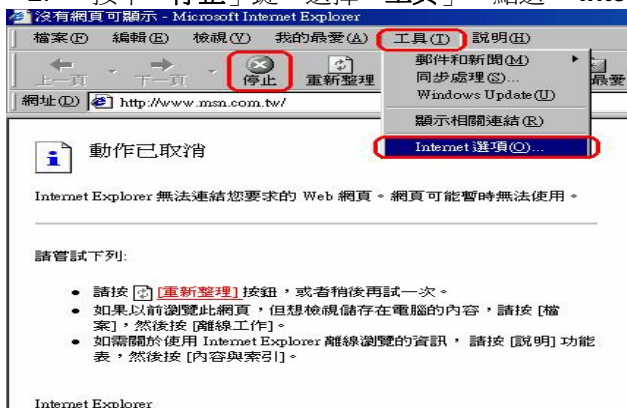 沒有網頁可顯示 - Microsoft Internet Explorer
檔案(F) 編輯(E) 檢視(V) 我的最愛(A) 工具(T) 說明(H)
上一頁 下一頁 停止 重新整理
郵件和新聞(M)
同步處理(S)...
最愛
Windows Update(U)
網址(D) http://www.msn.com.tw/
顯示相關連結(R)
Internet 選項(O)...
動作已取消
Internet Explorer 無法連結您要求的 Web 網頁。網頁可能暫時無法使用。
請嘗試下列:
請按 [重新整理] 按鈕，或者稍後再試一次。
如果以前瀏覽此網頁，但想檢視儲存在電腦的內容，請按 [檔
案]，然後按 [離線工作]。
如需關於使用 Internet Explorer 離線瀏覽的資訊， 請按 [說明] 功能
表，然後按 [內容與索引]。
Internet Explorer